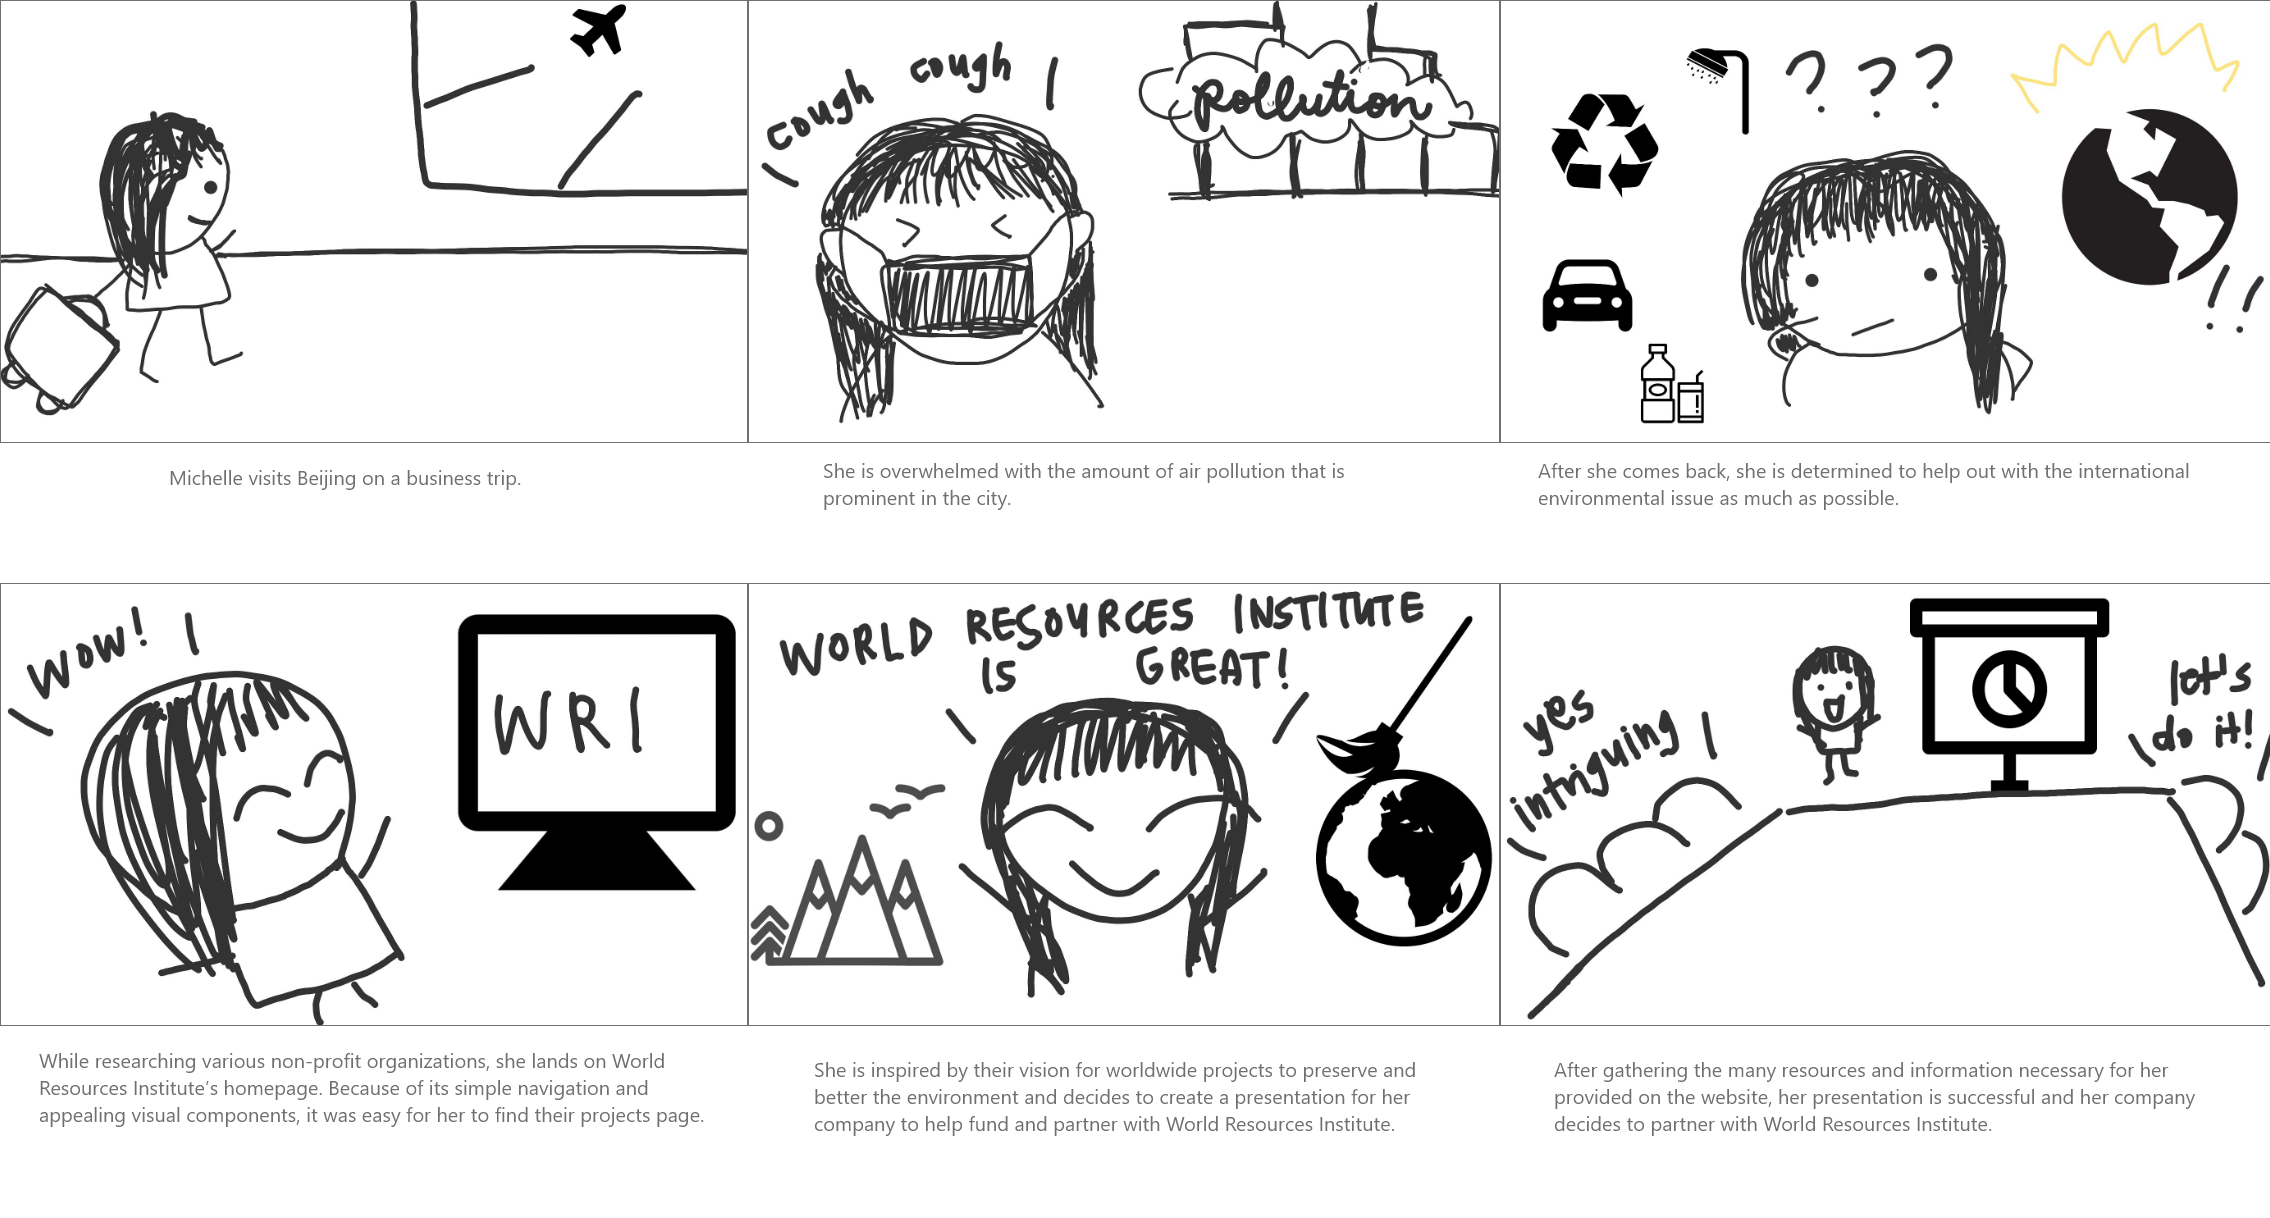 cough cough
pollution
? ? ?
! !
Michelle visits Beijing on a business trip.
She is overwhelmed with the amount of air pollution that is
prominent in the city.
After she comes back, she is determined to help out with the international
environmental issue as much as possible.
wow!
WRI
WORLD RESOURCES INSTITUTE
IS GREAT!
yes
intriguing
let's
do it!
While researching various non-profit organizations, she lands on World
Resources Institute’s homepage. Because of its simple navigation and
appealing visual components, it was easy for her to find their projects page.
She is inspired by their vision for worldwide projects to preserve and
better the environment and decides to create a presentation for her
company to help fund and partner with World Resources Institute.
After gathering the many resources and information necessary for her
provided on the website, her presentation is successful and her company
decides to partner with World Resources Institute.